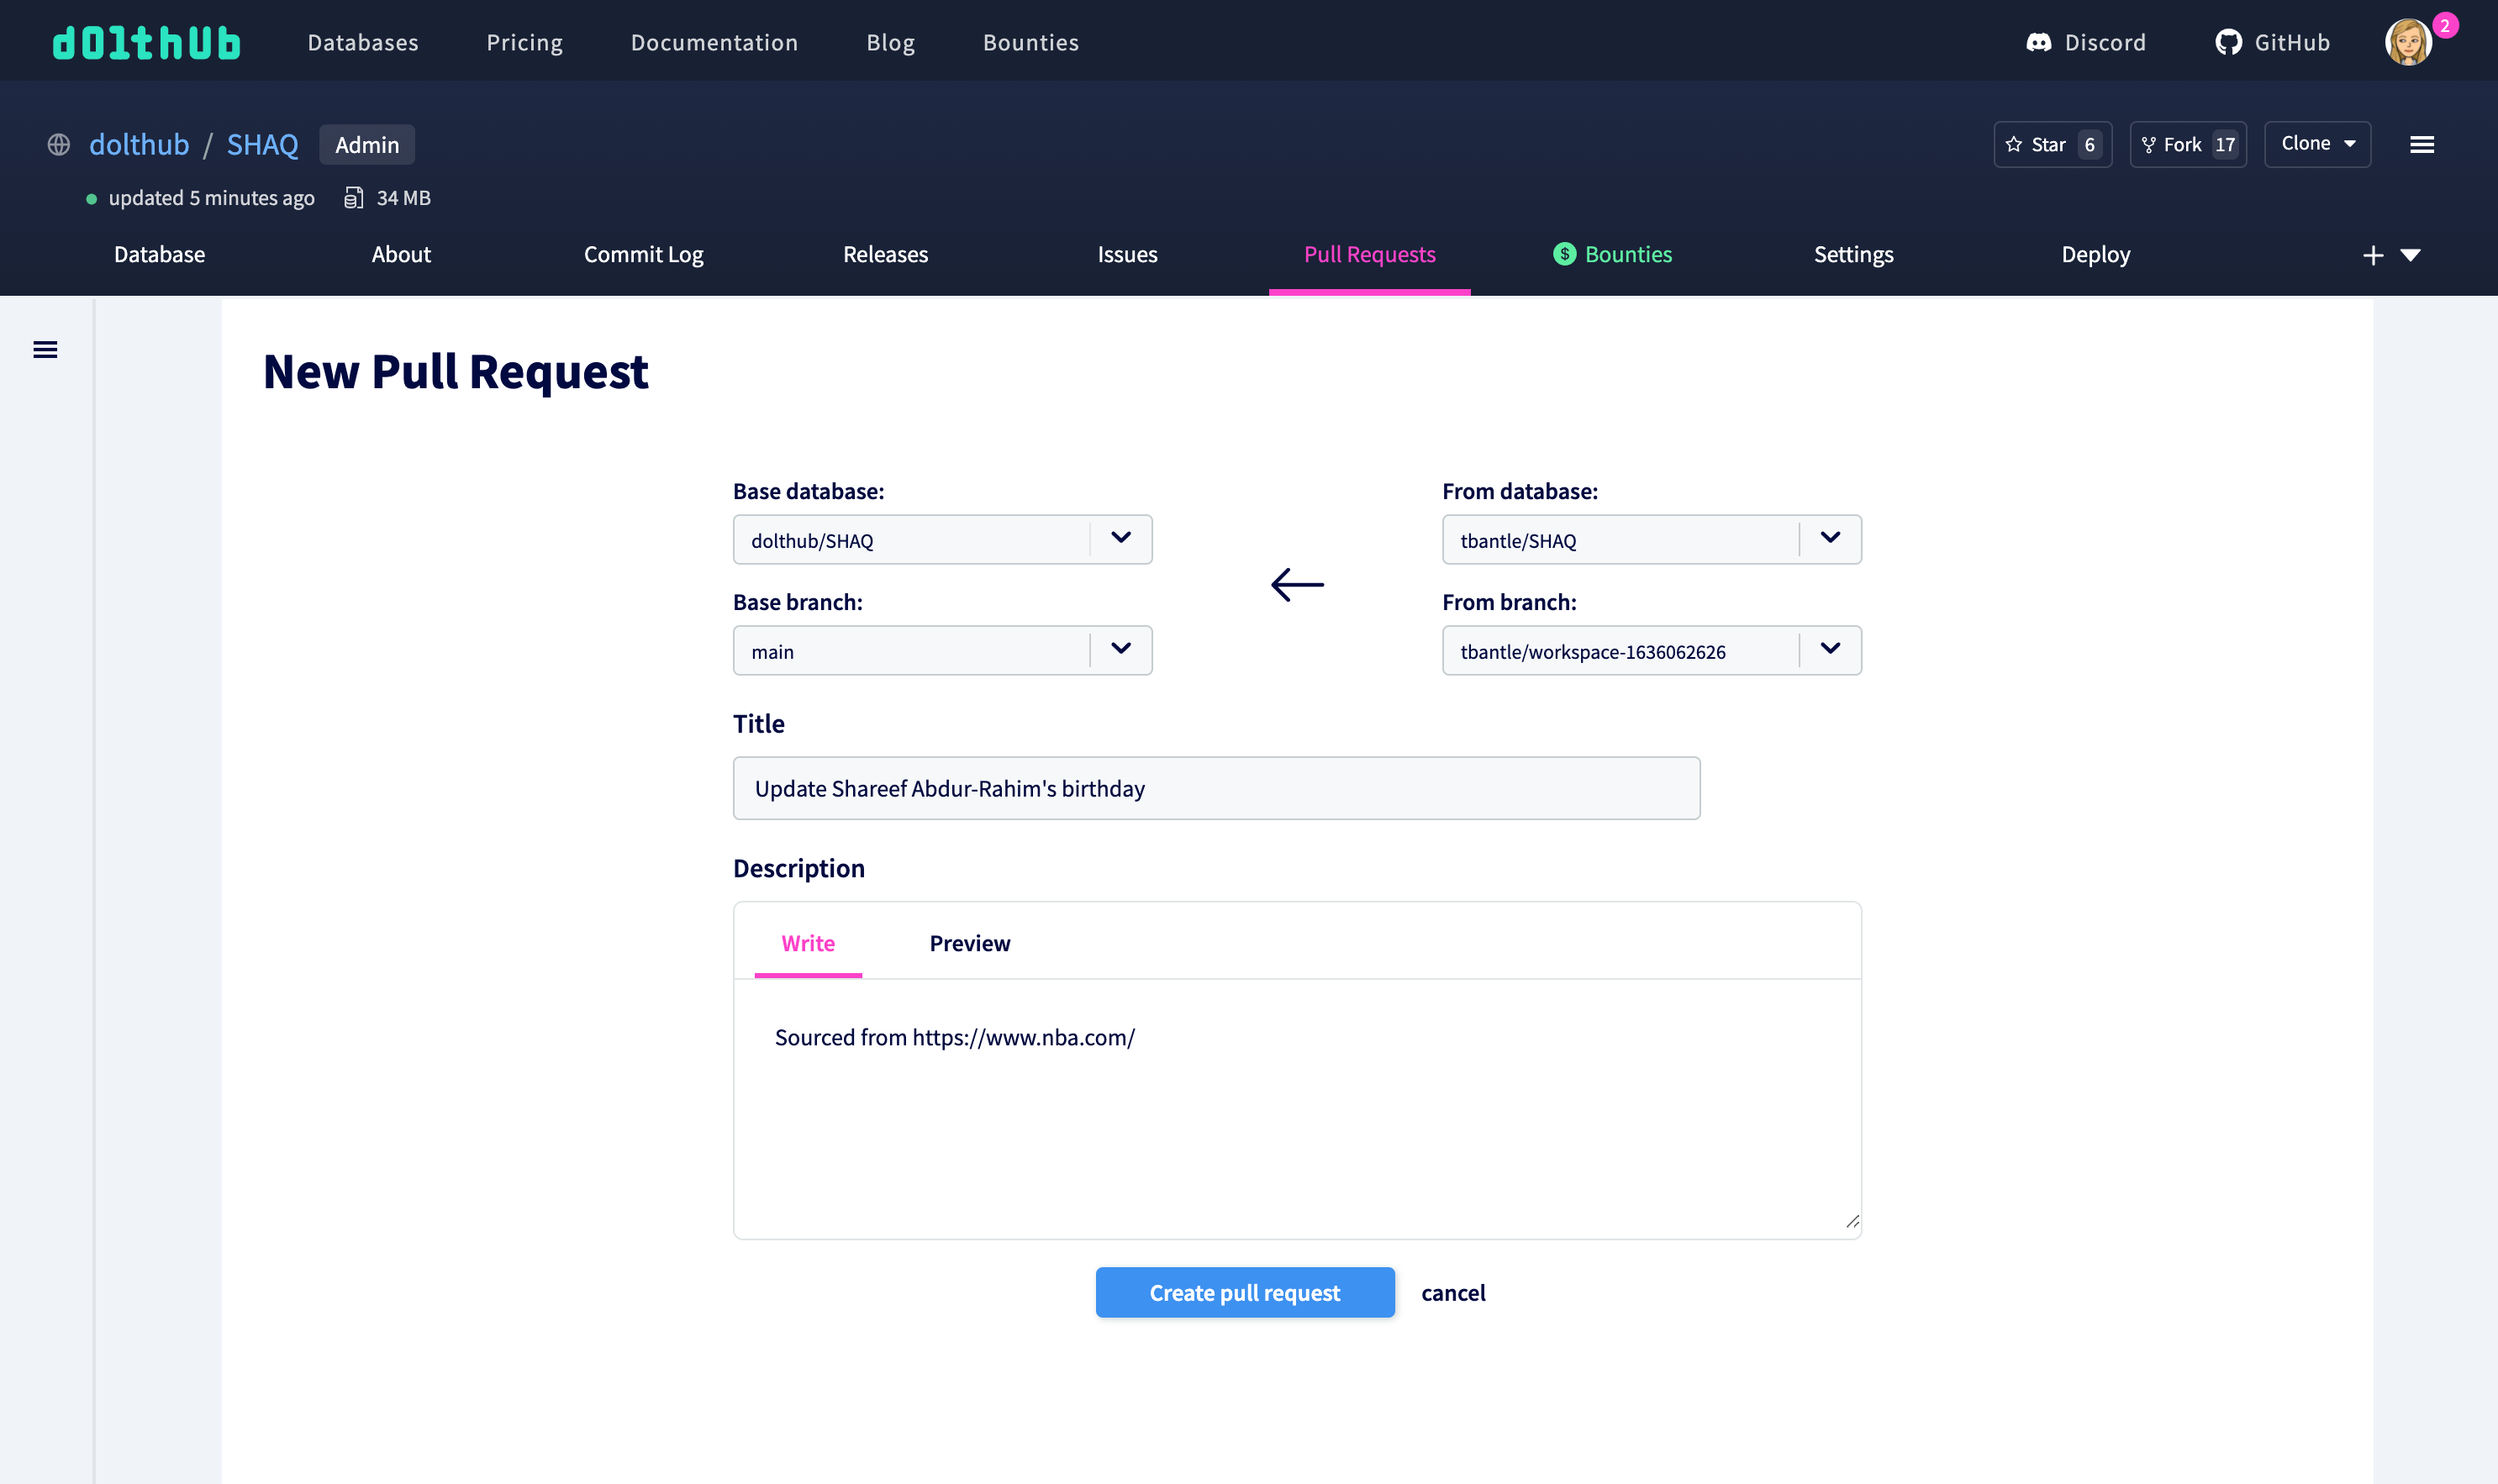 dolthub
Databases
Pricing
Documentation
Blog
Bounties
Discord
GitHub
2
dolthub / SHAQ
Admin
Star 6
Fork 17
Clone
updated 5 minutes ago
34 MB
Database
About
Commit Log
Releases
Issues
Pull Requests
$ Bounties
Settings
Deploy
New Pull Request
Base database:
dolthub/SHAQ
Base branch:
main
From database:
tbantle/SHAQ
From branch:
tbantle/workspace-1636062626
Title
Update Shareef Abdur-Rahim's birthday
Description
Write
Preview
Sourced from https://www.nba.com/
Create pull request
cancel